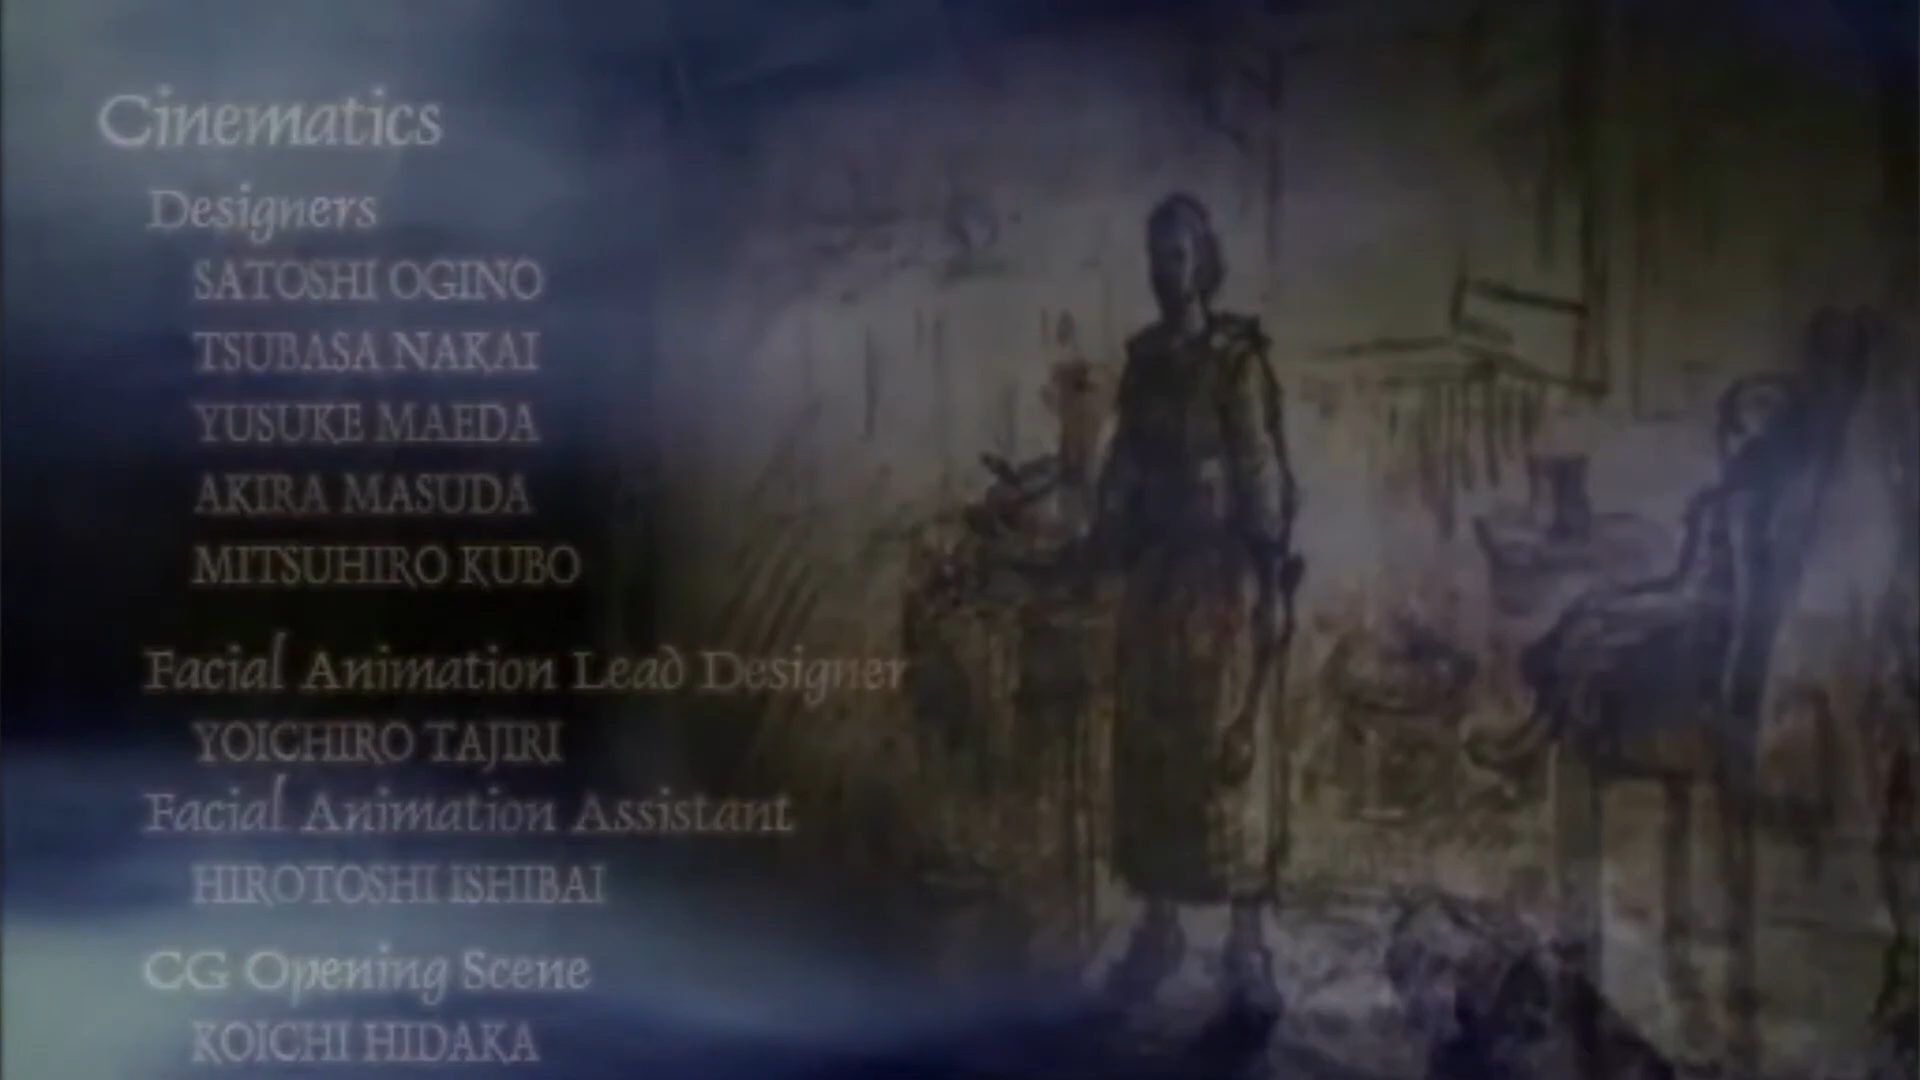 Cinematics
Designers
SATOSHI OGINO
TSUBASA NAKAI
YUSUKE MAEDA
AKIRA MASUDA
MITSUHIRO KUBO
Facial Animation Lead Designer
YOICHIRO TAJIRI
Facial Animation Assistant
HIROTOSHI ISHIBAI
CG Opening Scene
KOICHI HIDAKA